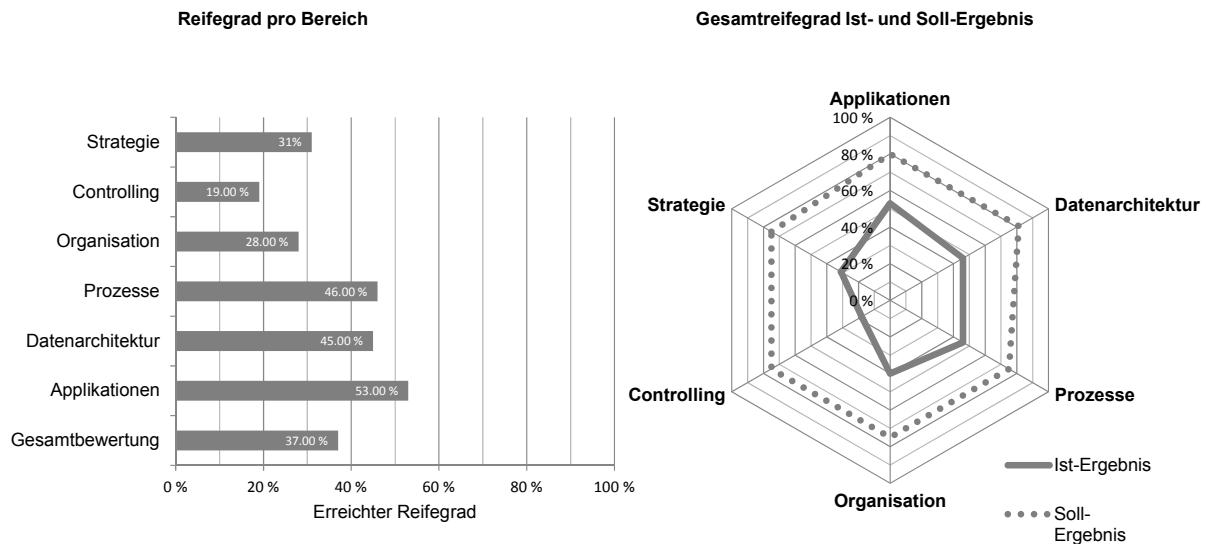 Reifegrad pro Bereich
Strategie
Controlling
Organisation
Prozesse
Datenarchitektur
Applikationen
Gesamtbewertung
31%
19.00 %
28.00 %
46.00 %
45.00 %
53.00 %
37.00 %
0 %
20 %
40 %
60 %
80 %
100 %
Erreichter Reifegrad
Gesamtreifegrad Ist- und Soll-Ergebnis
Applikationen
100 %
80 %
60 %
40 %
20 %
0 %
Strategie
Datenarchitektur
Controlling
Prozesse
Organisation
Ist-Ergebnis
Soll-
Ergebnis